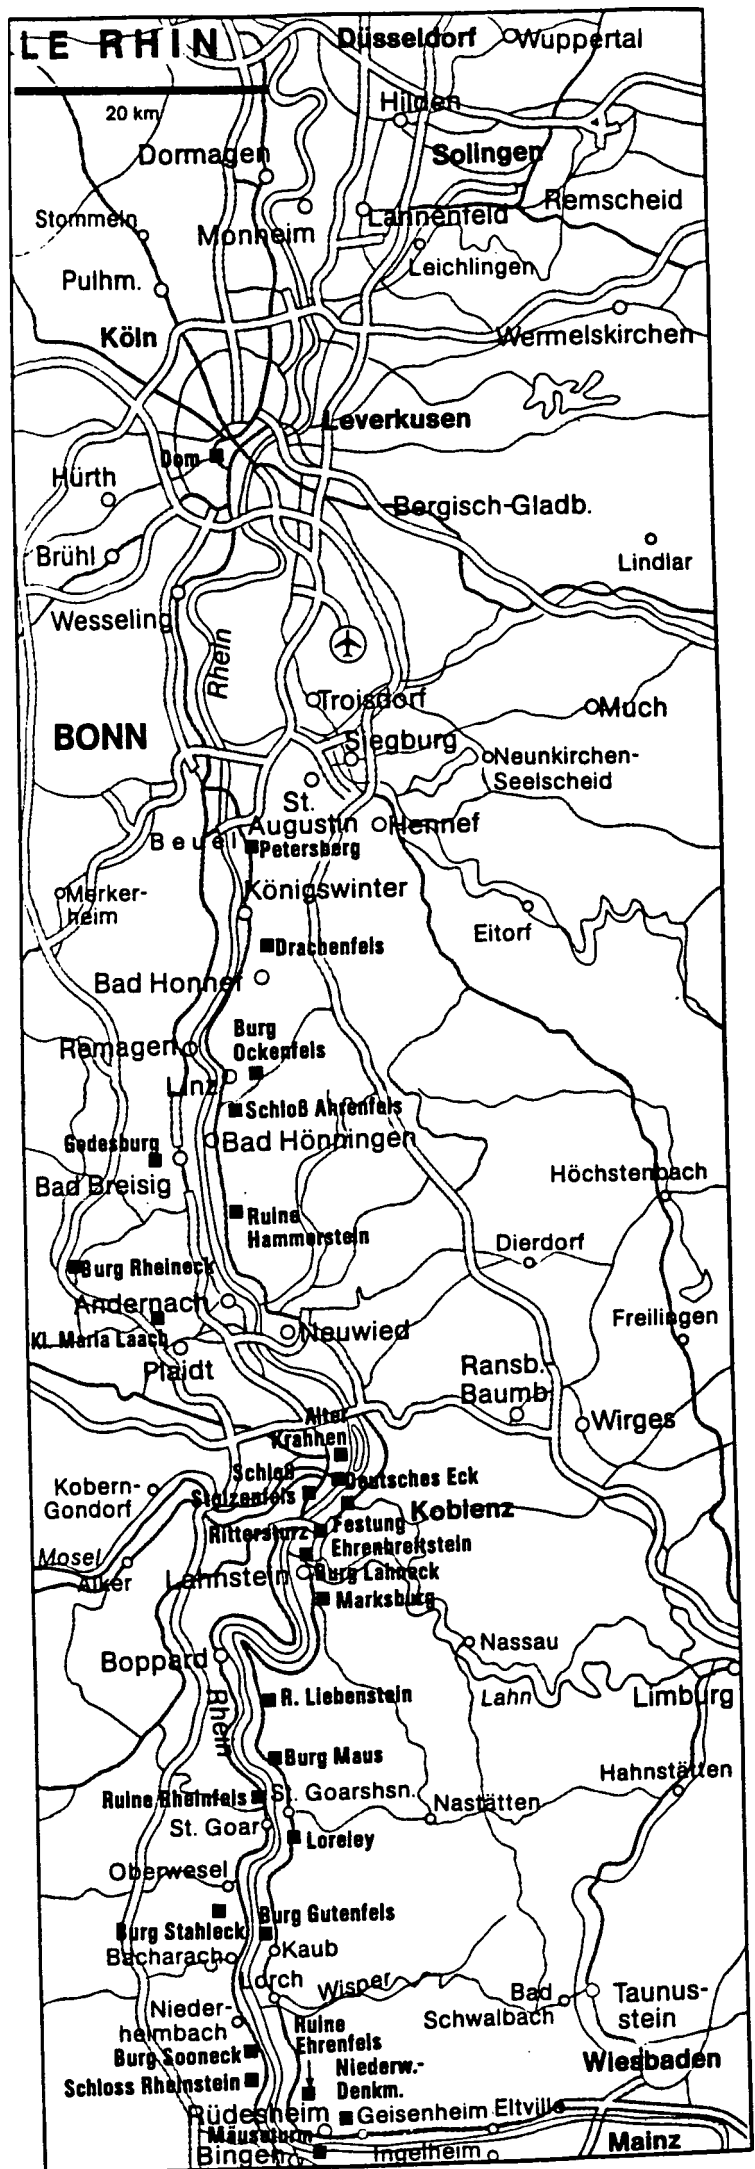 LE RHIN
Düsseldorf
Wuppertal
20 km
Hilden
Dormagen
Solingen
Remscheid
Stommeln
Monheim
Lannenfeld
Leichlingen
Pulhm.
Köln
Wermelskirchen
Leverkusen
Dom
Hürth
Bergisch-Gladb.
Brühl
Lindlar
Wesseling
Rhein
Troisdorf
Much
BONN
Siegburg
Neunkirchen-
Seelscheid
St.
Augustin
Hennef
Beuel
Petersberg
Merker-
heim
Königswinter
Eitorf
Drachenfels
Bad Honnef
Burg
Ockenfels
Remagen
Linz
Schloß Ahrenfels
Godesburg
Bad Hönningen
Bad Breisig
Höchstenbach
Ruine
Hammerstein
Dierdorf
Burg Rheineck
Andernach
Freilingen
Kl. Maria Laach
Neuwied
Plaidt
Ransb.-
Baumb.
Wirges
Alter
Krahnen
Kobern-
Gondorf
Schloß
Stolzenfels
Deutsches Eck
Koblenz
Rittersturz
Festung
Ehrenbreitstein
Mosel
Alker
Lahnstein
Burg Lahneck
Marksburg
Boppard
Nassau
Rhein
R. Liebenstein
Lahn
Limburg
Burg Maus
Hahnstätten
Ruine Rheinfels
St. Goarshsn.
Nastätten
St. Goar
Loreley
Oberwesel
Burg Gutenfels
Burg Stahleck
Bacharach
Kaub
Lorch
Wisper
Bad
Schwalbach
Taunus-
stein
Nieder-
heimbach
Ruine
Ehrenfels
Burg Sooneck
Wiesbaden
Schloss Rheinstein
Niederw.-
Denkm.
Rüdesheim
Geisenheim
Eltville
Mäuseturm
Bingen
Ingelheim
Mainz